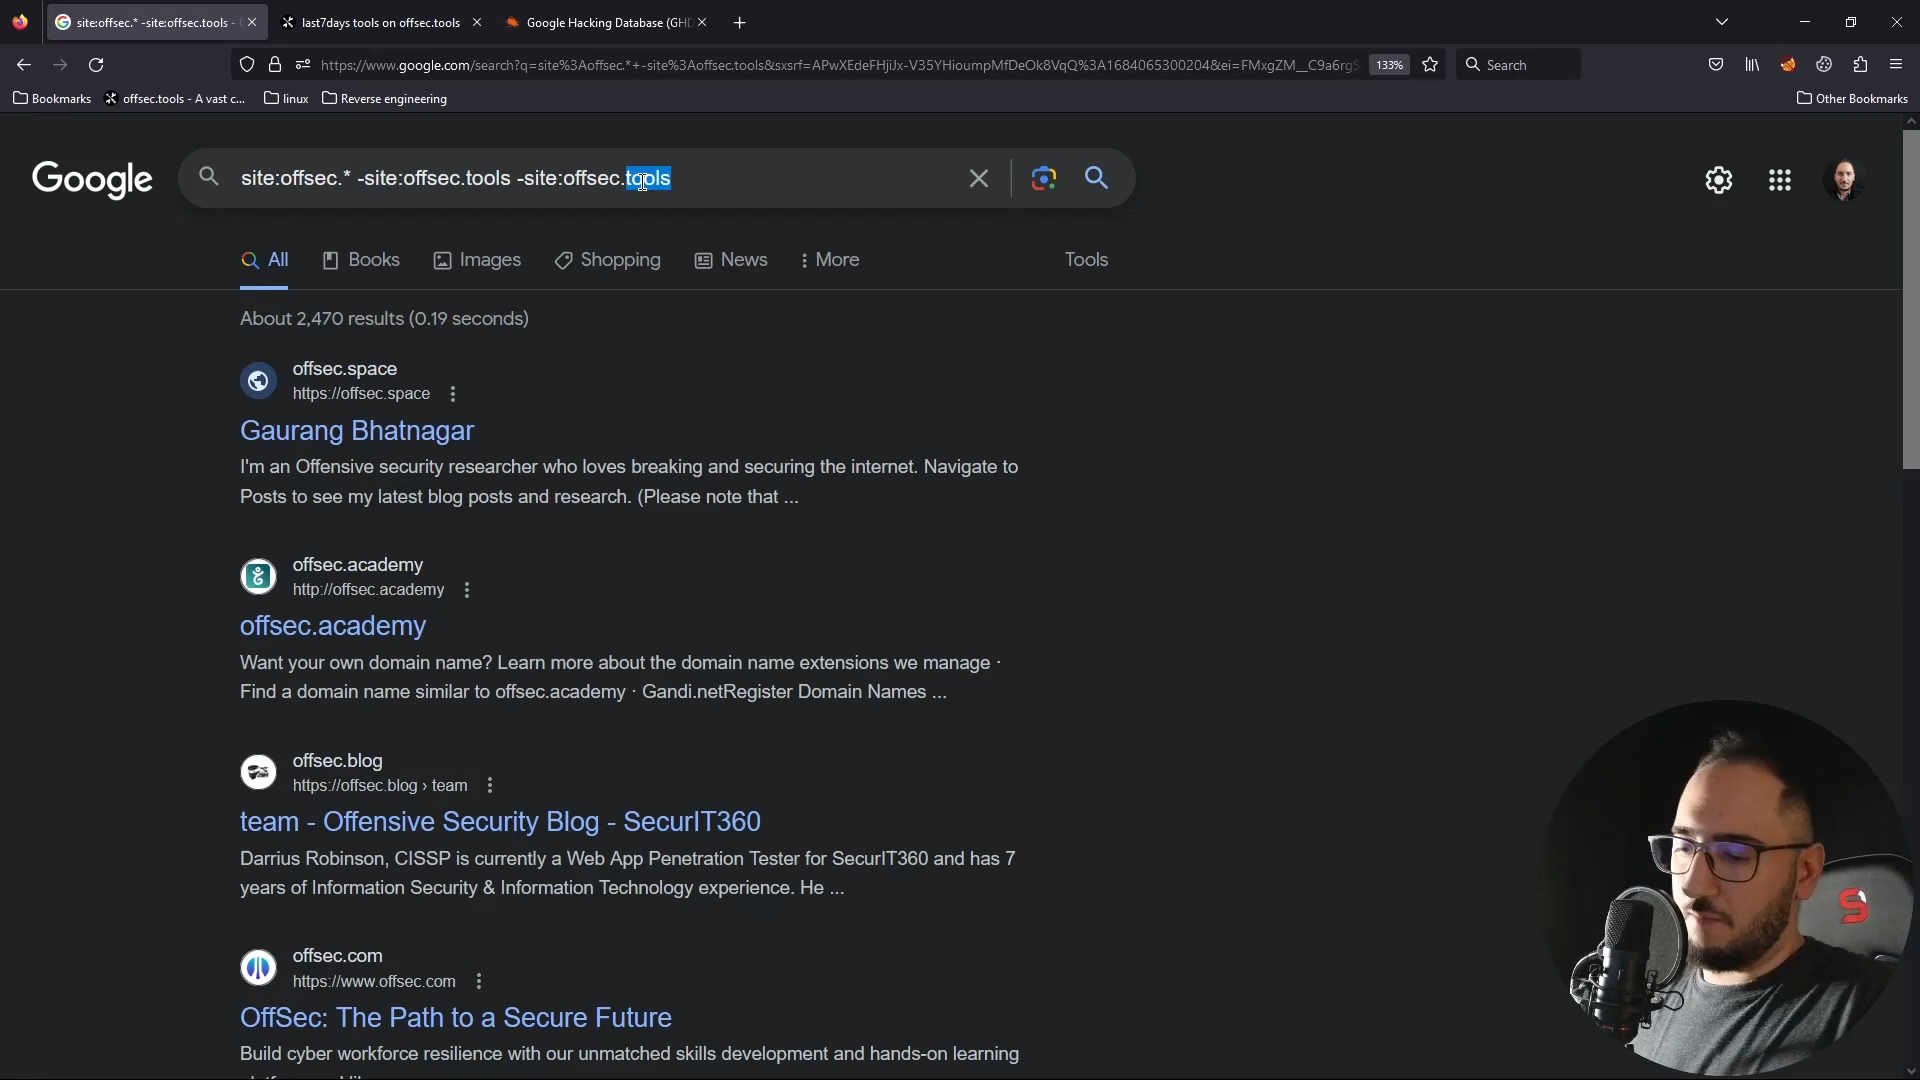 site:offsec.* -site:offsec.tools -
last7days tools on offsec.tools
Google Hacking Database (GHD
https://www.google.com/search?q=site%3Aoffsec.*+-site%3Aoffsec.tools&sxsrf=APwXEdeFHjiJx-V35YHioumpMfDeOk8VqQ%3A1684065300204&ei=FMxgZM__C9a6rgS
133%
Search
Bookmarks
offsec.tools - A vast c...
linux
Reverse engineering
Other Bookmarks
Google
site:offsec.* -site:offsec.tools -site:offsec.tools
All
Books
Images
Shopping
News
More
Tools
About 2,470 results (0.19 seconds)
offsec.space
https://offsec.space
Gaurang Bhatnagar
I'm an Offensive security researcher who loves breaking and securing the internet. Navigate to
Posts to see my latest blog posts and research. (Please note that ...
offsec.academy
http://offsec.academy
offsec.academy
Want your own domain name? Learn more about the domain name extensions we manage ·
Find a domain name similar to offsec.academy · Gandi.netRegister Domain Names ...
offsec.blog
https://offsec.blog › team
team - Offensive Security Blog - SecurIT360
Darrius Robinson, CISSP is currently a Web App Penetration Tester for SecurIT360 and has 7
years of Information Security & Information Technology experience. He ...
offsec.com
https://www.offsec.com
OffSec: The Path to a Secure Future
Build cyber workforce resilience with our unmatched skills development and hands-on learning